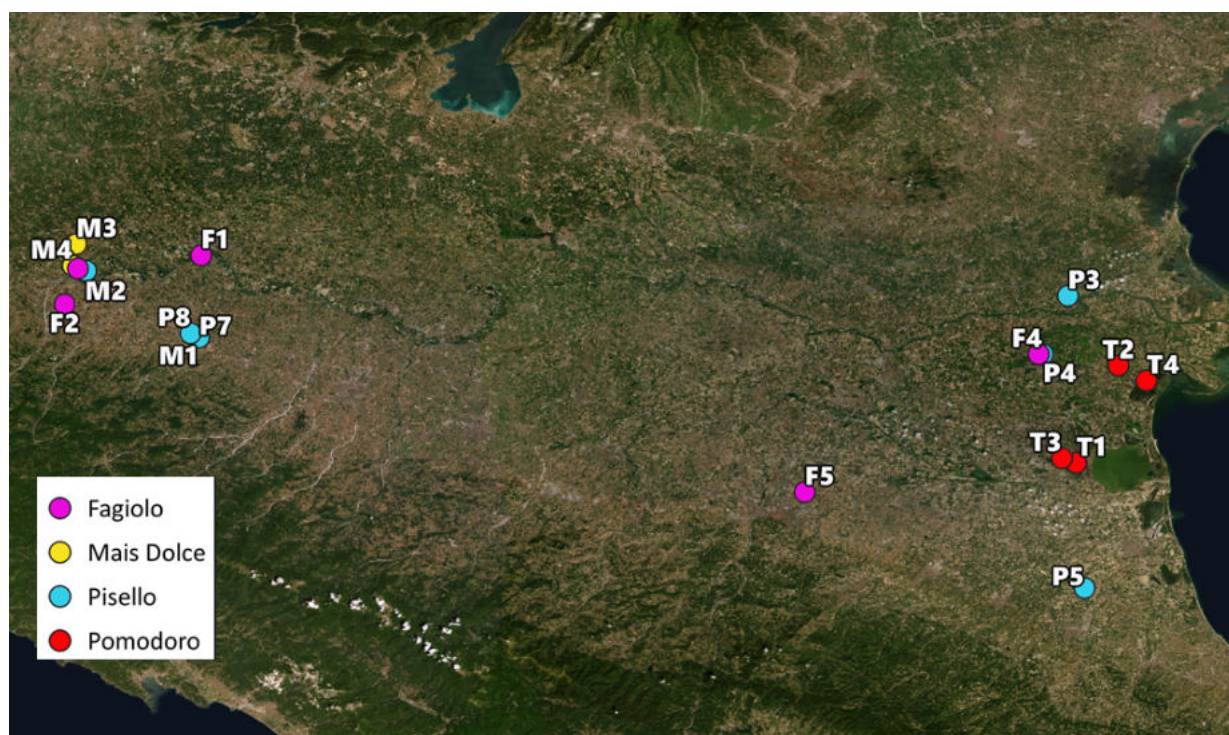 M3
F1
M4
M2
F2
P8
P7
M1
P3
F4
T2
T4
P4
T3
T1
F5
P5
Fagiolo
Mais Dolce
Pisello
Pomodoro